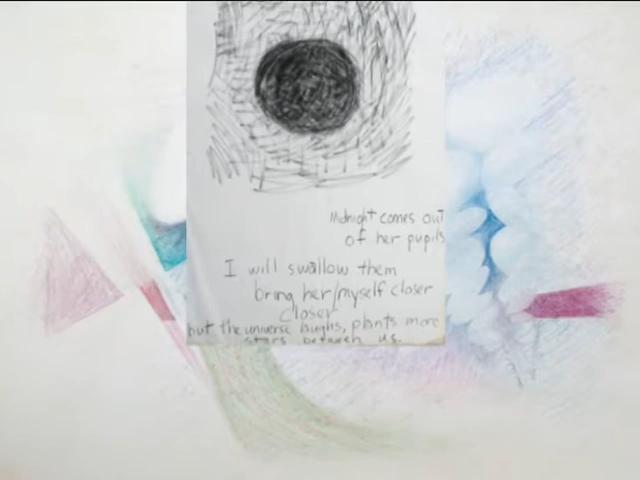 Midnight comes out
of her pupils
I will swallow them
bring her/myself closer
closer
but the universe laughs, plants more
stars between us.